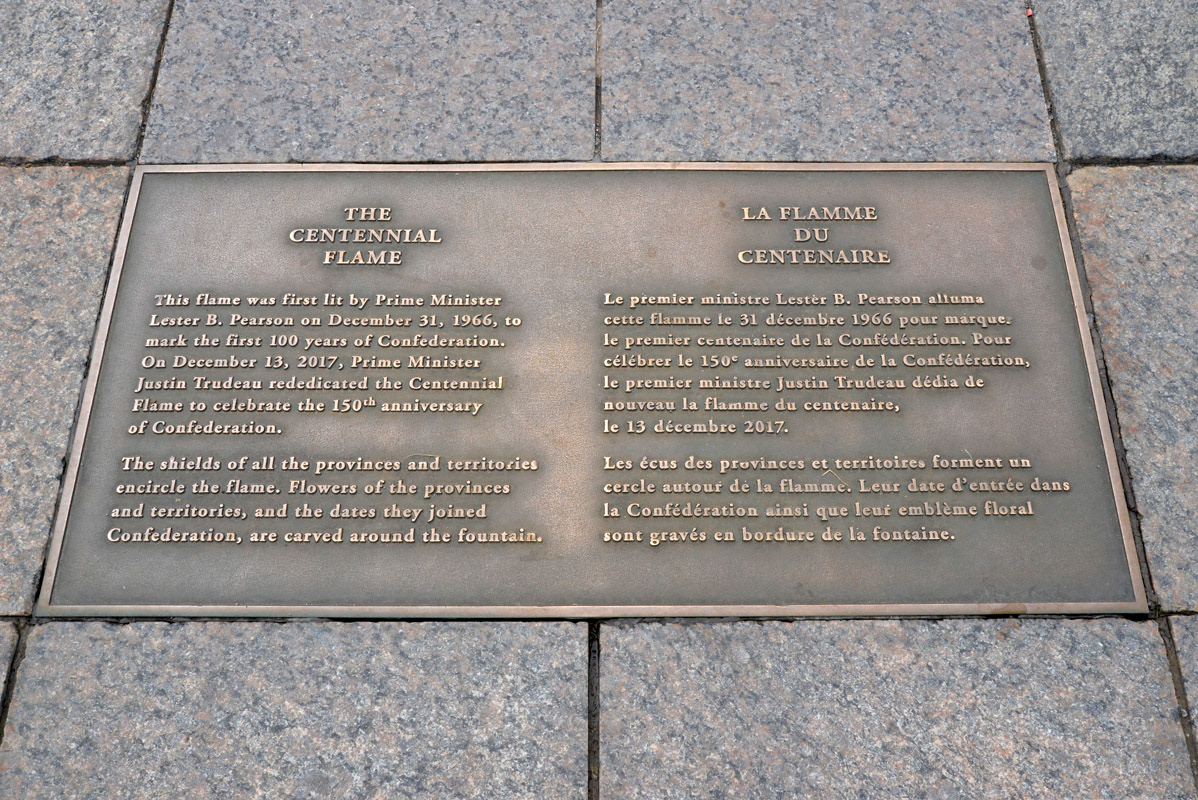 THE
CENTENNIAL
FLAME
This flame was first lit by Prime Minister
Lester B. Pearson on December 31, 1966, to
mark the first 100 years of Confederation.
On December 13, 2017, Prime Minister
Justin Trudeau rededicated the Centennial
Flame to celebrate the 150th anniversary
of Confederation.
The shields of all the provinces and territories
encircle the flame. Flowers of the provinces
and territories, and the dates they joined
Confederation, are carved around the fountain.
LA FLAMME
DU
CENTENAIRE
Le premier ministre Lester B. Pearson alluma
cette flamme le 31 décembre 1966 pour marquer
le premier centenaire de la Confédération. Pour
célébrer le 150e anniversaire de la Confédération,
le premier ministre Justin Trudeau dédia de
nouveau la flamme du centenaire,
le 13 décembre 2017.
Les écus des provinces et territoires forment un
cercle autour de la flamme. Leur date d'entrée dans
la Confédération ainsi que leur emblème floral
sont gravés en bordure de la fontaine.